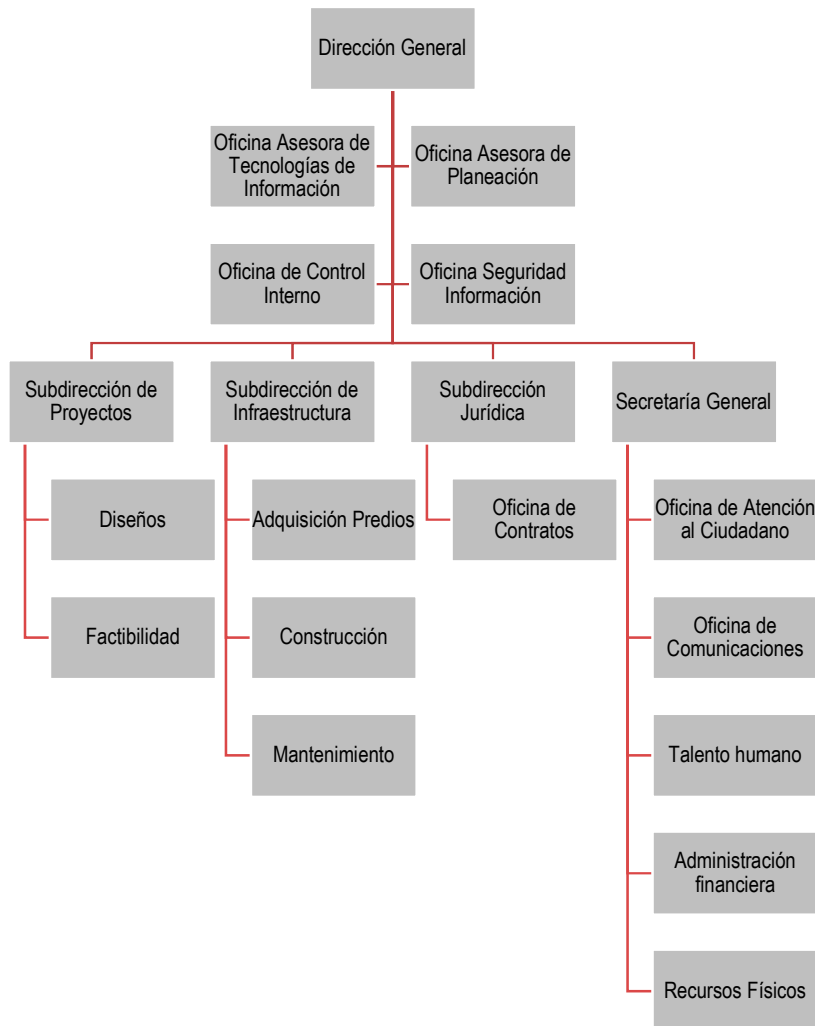 Dirección General
Oficina Asesora de
Tecnologías de
Información
Oficina Asesora de
Planeación
Oficina de Control
Interno
Oficina Seguridad
Información
Subdirección de
Proyectos
Subdirección de
Infraestructura
Subdirección
Jurídica
Secretaría General
Diseños
Factibilidad
Adquisición Predios
Construcción
Mantenimiento
Oficina de
Contratos
Oficina de Atención
al Ciudadano
Oficina de
Comunicaciones
Talento humano
Administración
financiera
Recursos Físicos